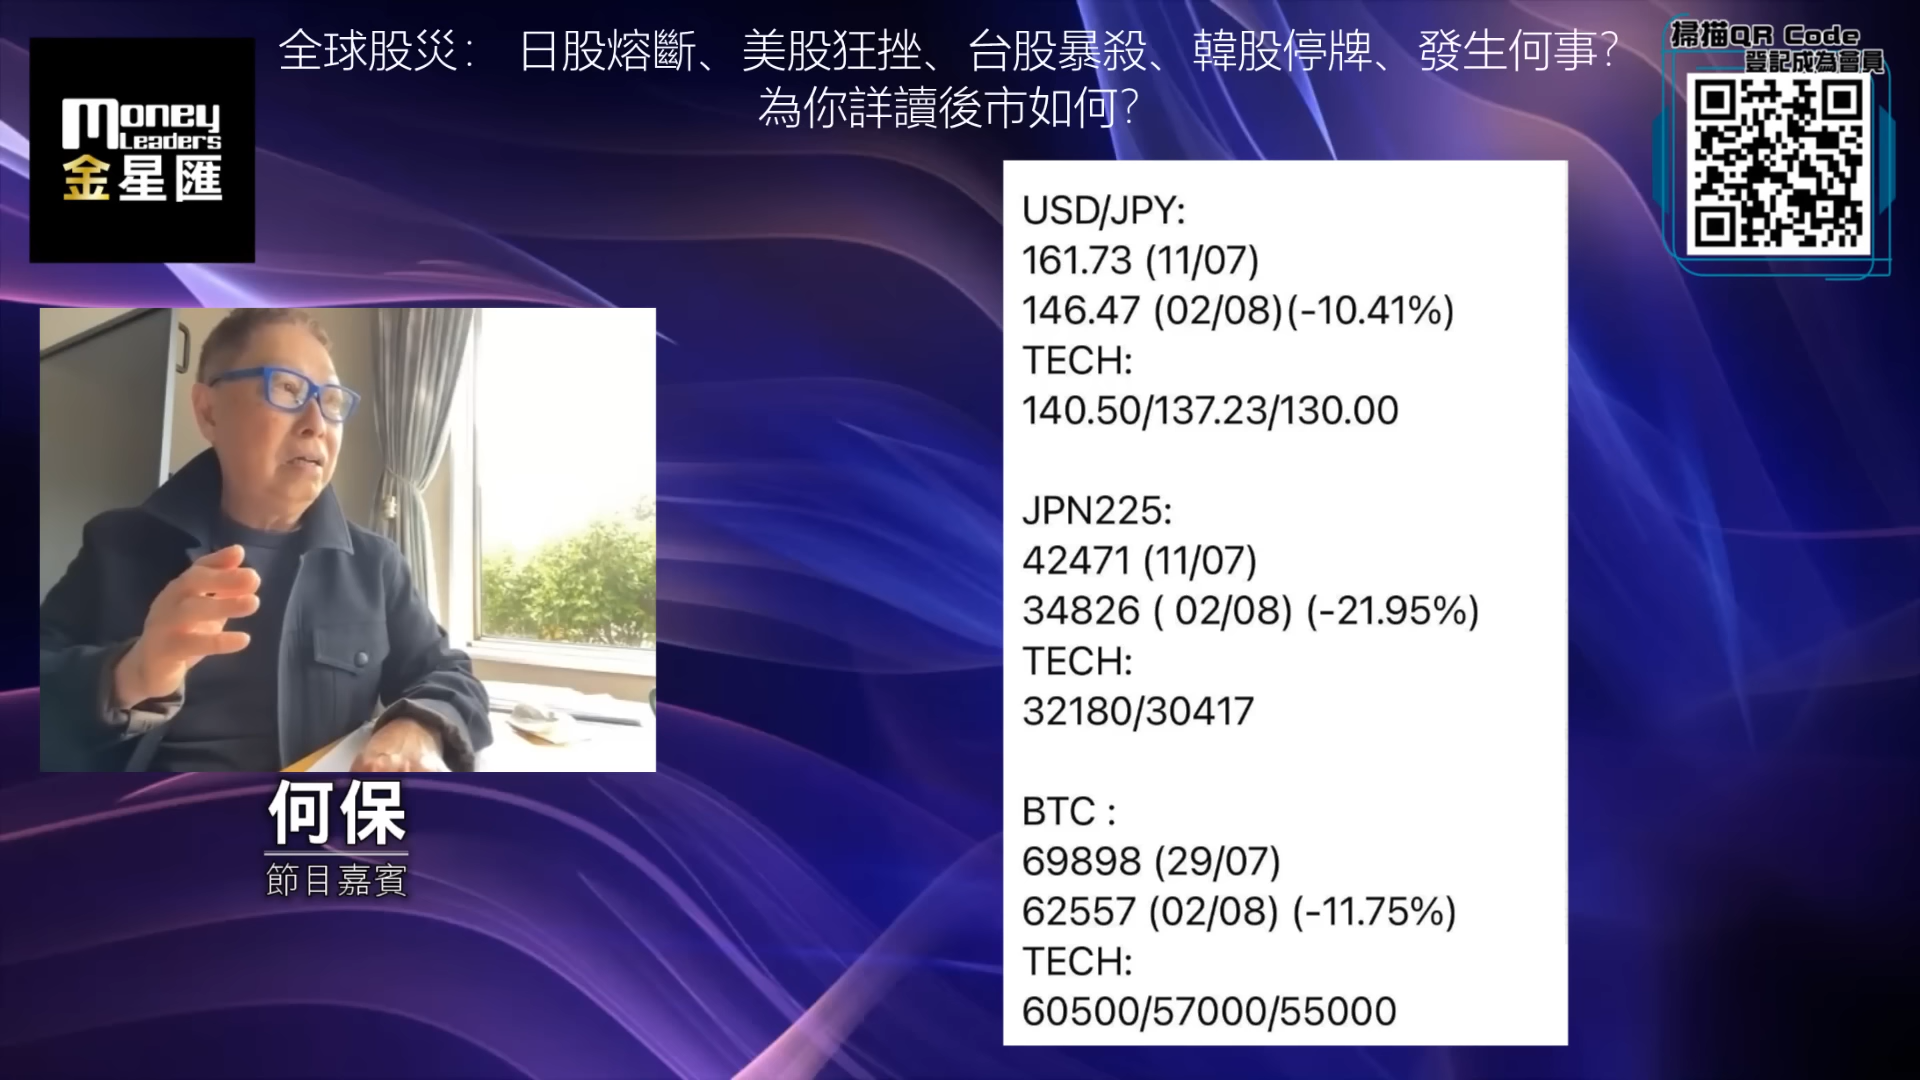 全球股災： 日股熔斷、美股狂挫、台股暴殺、韓股停牌、發生何事？
為你詳讀後市如何？
Money
Leaders
金星匯
掃描QR Code
登記成為會員
USD/JPY:
161.73 (11/07)
146.47 (02/08)(-10.41%)
TECH:
140.50/137.23/130.00
JPN225:
42471 (11/07)
34826 ( 02/08) (-21.95%)
TECH:
32180/30417
BTC :
69898 (29/07)
62557 (02/08) (-11.75%)
TECH:
60500/57000/55000
何保
節目嘉賓